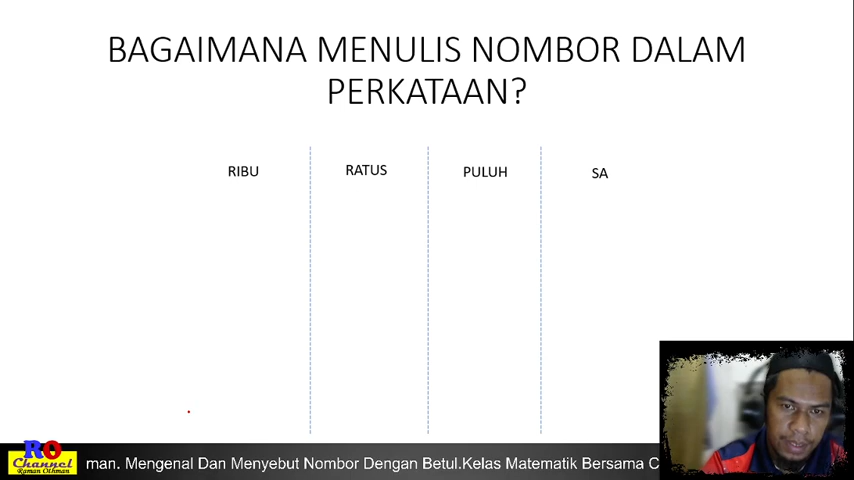 BAGAIMANA MENULIS NOMBOR DALAM
PERKATAAN?
RIBU RATUS PULUH SA
RO
Channel
Raman Othman
man. Mengenal Dan Menyebut Nombor Dengan Betul.Kelas Matematik Bersama C